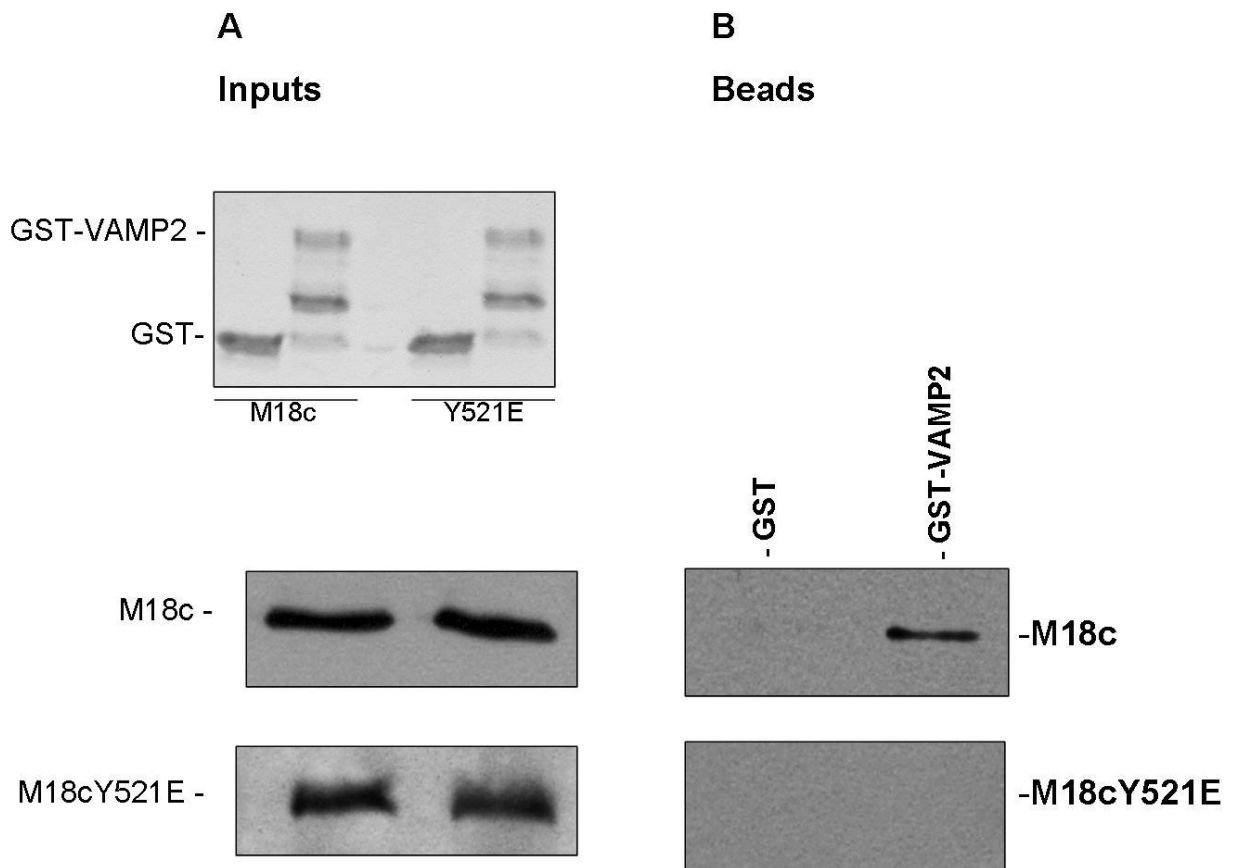 A
Inputs
GST-VAMP2 -
GST-
M18c
Y521E
M18c -
M18cY521E -
B
Beads
- GST
- GST-VAMP2
-M18c
-M18cY521E